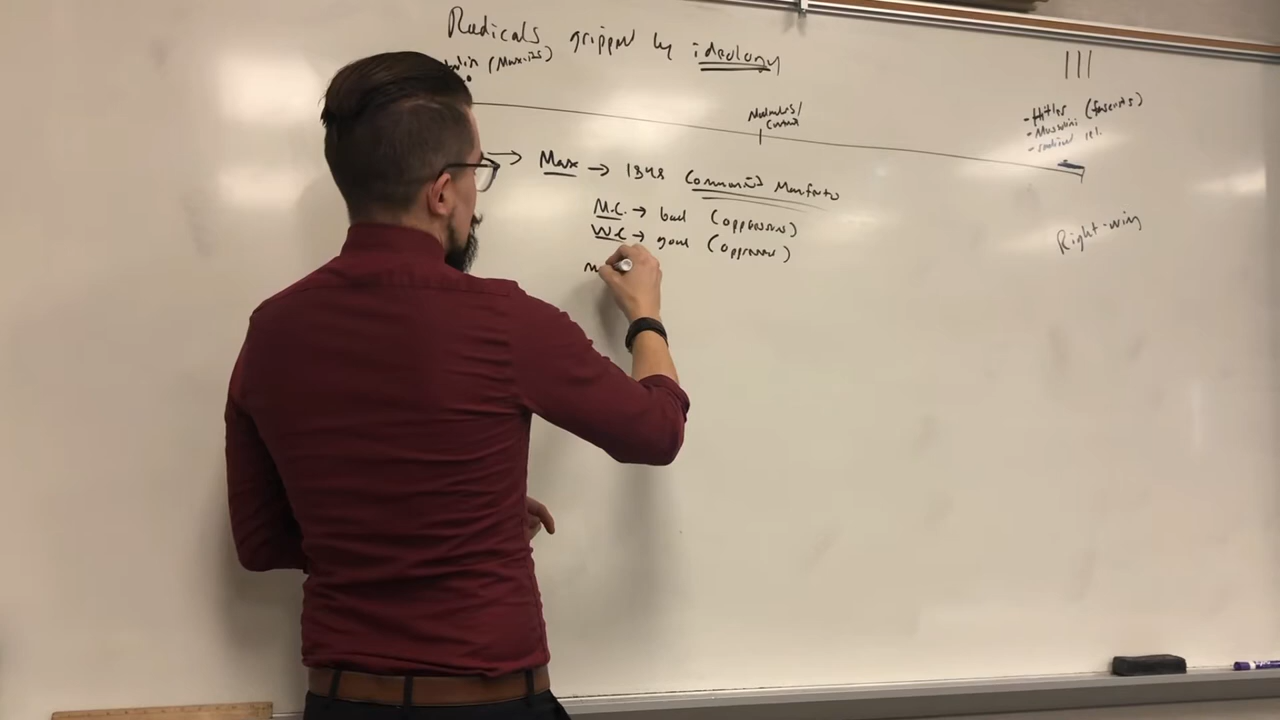 Radicals gripped by ideology
(Marxists)
Moderates/
III
- Hitler (fascists)
- Mussolini
→ Marx → 1848 Communist Manifesto
M.C. → bad (oppressors)
W.C → good (oppressed)
Right-wing